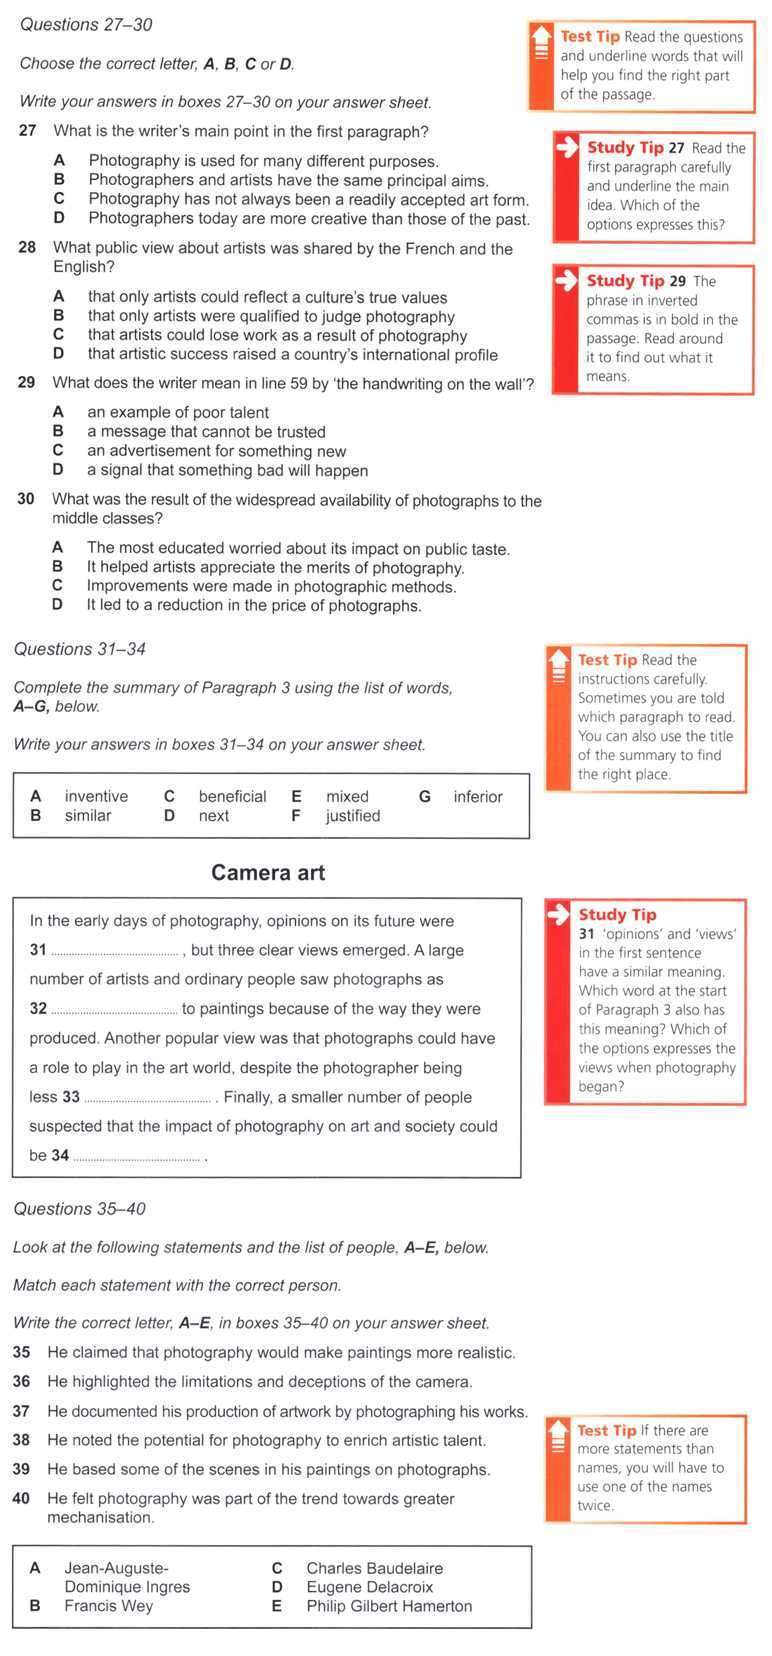 Questions 27–30
Choose the correct letter, A, B, C or D.
Write your answers in boxes 27–30 on your answer sheet.
Test Tip Read the questions
and underline words that will
help you find the right part
of the passage.
27 What is the writer's main point in the first paragraph?
A Photography is used for many different purposes.
B Photographers and artists have the same principal aims.
C Photography has not always been a readily accepted art form.
D Photographers today are more creative than those of the past.
Study Tip 27 Read the
first paragraph carefully
and underline the main
idea. Which of the
options expresses this?
28 What public view about artists was shared by the French and the
English?
A that only artists could reflect a culture's true values
B that only artists were qualified to judge photography
C that artists could lose work as a result of photography
D that artistic success raised a country's international profile
Study Tip 29 The
phrase in inverted
commas is in bold in the
passage. Read around
it to find out what it
means.
29 What does the writer mean in line 59 by 'the handwriting on the wall'?
A an example of poor talent
B a message that cannot be trusted
C an advertisement for something new
D a signal that something bad will happen
30 What was the result of the widespread availability of photographs to the
middle classes?
A The most educated worried about its impact on public taste.
B It helped artists appreciate the merits of photography.
C Improvements were made in photographic methods.
D It led to a reduction in the price of photographs.
Questions 31–34
Complete the summary of Paragraph 3 using the list of words,
A–G, below.
Write your answers in boxes 31–34 on your answer sheet.
Test Tip Read the
instructions carefully.
Sometimes you are told
which paragraph to read.
You can also use the title
of the summary to find
the right place.
A inventive C beneficial E mixed G inferior
B similar D next F justified
Camera art
In the early days of photography, opinions on its future were
31 ........................................ , but three clear views emerged. A large
number of artists and ordinary people saw photographs as
32 ........................................ to paintings because of the way they were
produced. Another popular view was that photographs could have
a role to play in the art world, despite the photographer being
less 33 ........................................ . Finally, a smaller number of people
suspected that the impact of photography on art and society could
be 34 ........................................ .
Study Tip
31 'opinions' and 'views'
in the first sentence
have a similar meaning.
Which word at the start
of Paragraph 3 also has
this meaning? Which of
the options expresses the
views when photography
began?
Questions 35–40
Look at the following statements and the list of people, A–E, below.
Match each statement with the correct person.
Write the correct letter, A–E, in boxes 35–40 on your answer sheet.
35 He claimed that photography would make paintings more realistic.
36 He highlighted the limitations and deceptions of the camera.
37 He documented his production of artwork by photographing his works.
38 He noted the potential for photography to enrich artistic talent.
39 He based some of the scenes in his paintings on photographs.
40 He felt photography was part of the trend towards greater
mechanisation.
Test Tip If there are
more statements than
names, you will have to
use one of the names
twice.
A Jean-Auguste-
Dominique Ingres
B Francis Wey
C Charles Baudelaire
D Eugene Delacroix
E Philip Gilbert Hamerton